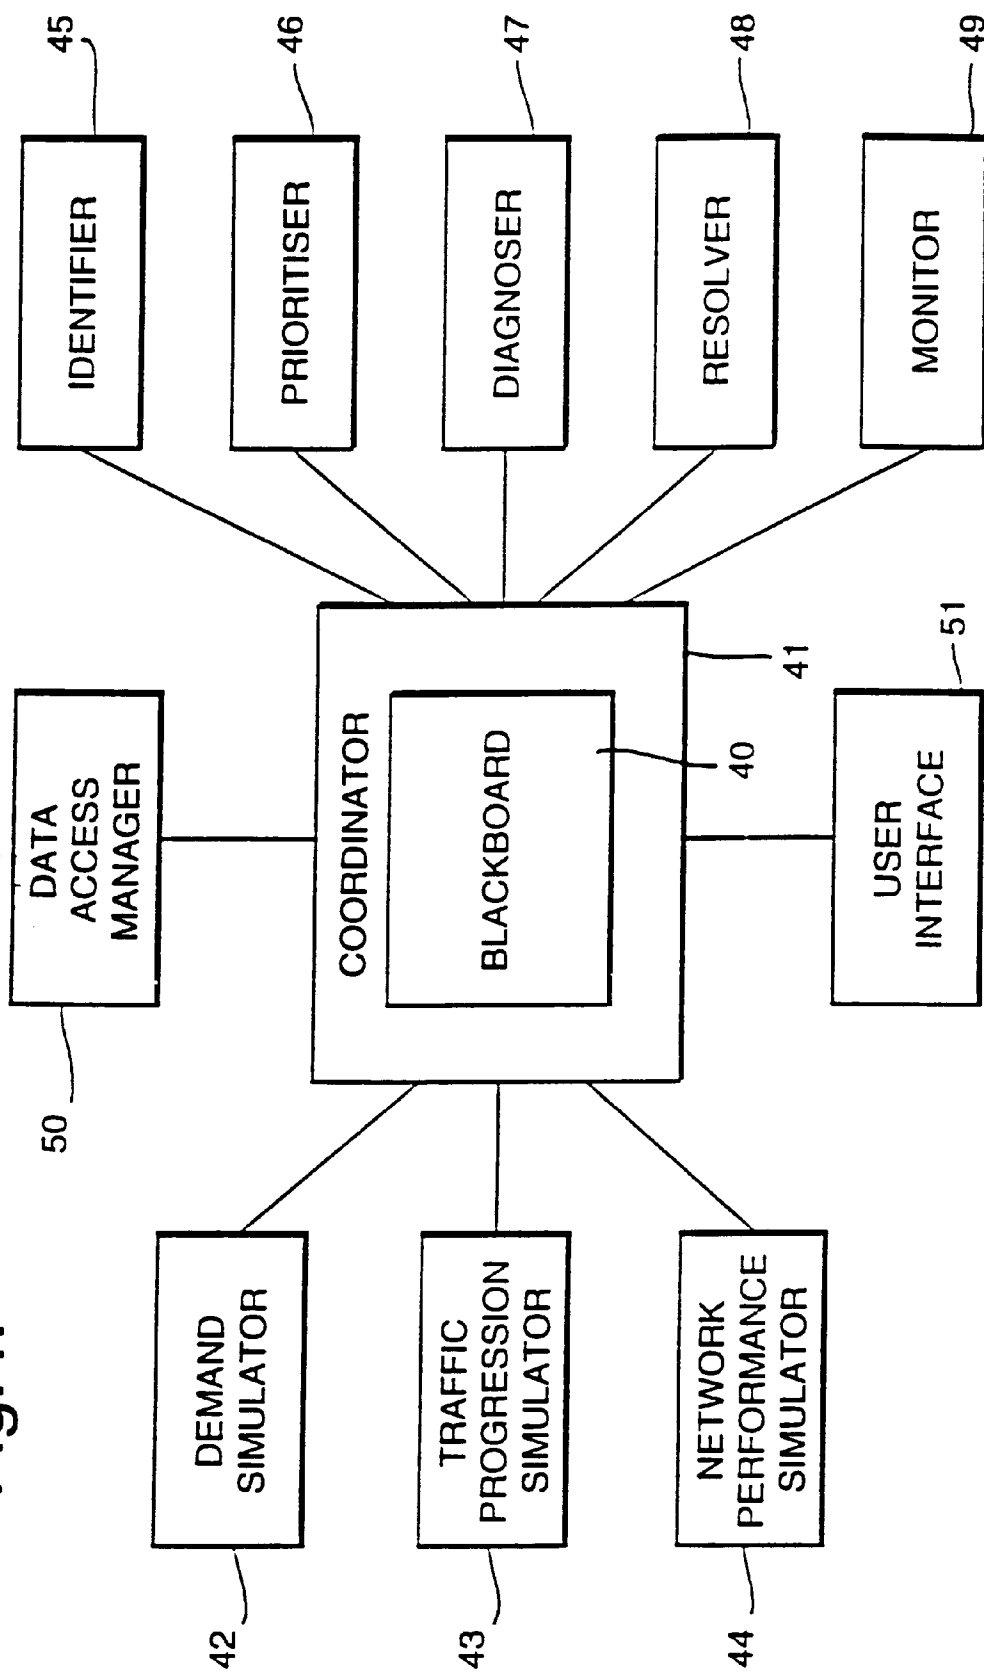 50
DATA
ACCESS
MANAGER
45
IDENTIFIER
42
DEMAND
SIMULATOR
46
PRIORITISER
COORDINATOR
43
TRAFFIC
PROGRESSION
SIMULATOR
BLACKBOARD
47
DIAGNOSER
44
NETWORK
PERFORMANCE
SIMULATOR
40
41
48
RESOLVER
USER
INTERFACE
51
49
MONITOR